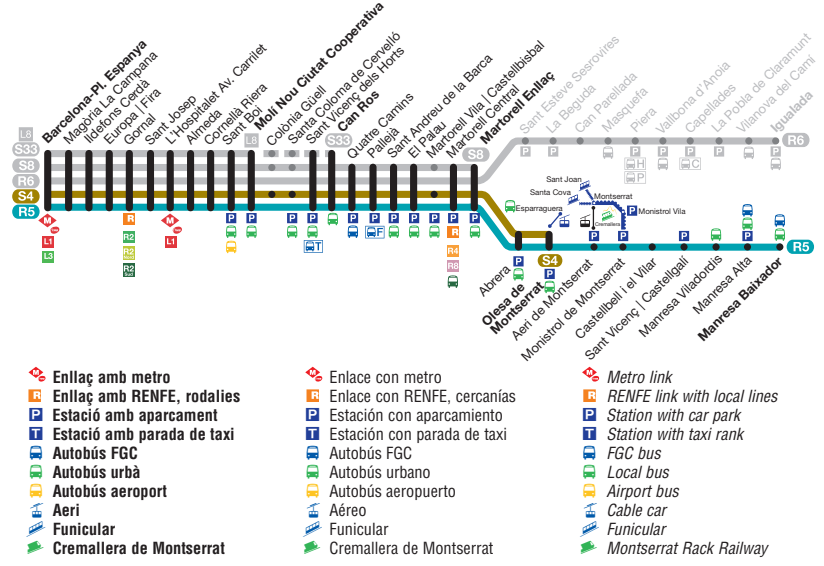 Barcelona-Pl. Espanya
Magòria La Campana
Ildefons Cerdà
Europa | Fira
Gornal
Sant Josep
L'Hospitalet Av. Carrilet
Almeda
Cornellà Riera
Sant Boi
Molí Nou Ciutat Cooperativa
Colònia Güell
Santa Coloma de Cervelló
Sant Vicenç dels Horts
Can Ros
Quatre Camins
Pallejà
Sant Andreu de la Barca
El Palau
Martorell Vila | Castellbisbal
Martorell Central
Martorell Enllaç
Sant Esteve Sesrovires
La Beguda
Can Parellada
Masquefa
Piera
Vallbona d'Anoia
Capellades
La Pobla de Claramunt
Vilanova del Camí
Igualada
L8
S33
S8
R6
S4
R5
L8
S33
S8
R6
P
P
P
P
P
P
P
P
H
C
P
Sant Joan
Santa Cova
Montserrat
Esparraguera
Cremallera
P Monistrol Vila
M
L1
L3
R
R2
R2
Nord
R2
Sud
M
L1
P
P
P
P
P
P
P
P
P
P
P
T
F
R
R4
R8
P
P
S4
P
P
P
P
R5
Abrera
Olesa de
Montserrat
Aeri de Montserrat
Monistrol de Montserrat
Castellbell i el Vilar
Sant Vicenç | Castellgalí
Manresa Viladordis
Manresa Alta
Manresa Baixador
M Enllaç amb metro
R Enllaç amb RENFE, rodalies
P Estació amb aparcament
T Estació amb parada de taxi
Autobús FGC
Autobús urbà
Autobús aeroport
Aeri
Funicular
Cremallera de Montserrat
M Enlace con metro
R Enlace con RENFE, cercanías
P Estación con aparcamiento
T Estación con parada de taxi
Autobús FGC
Autobús urbano
Autobús aeropuerto
Aéreo
Funicular
Cremallera de Montserrat
M Metro link
R RENFE link with local lines
P Station with car park
T Station with taxi rank
FGC bus
Local bus
Airport bus
Cable car
Funicular
Montserrat Rack Railway